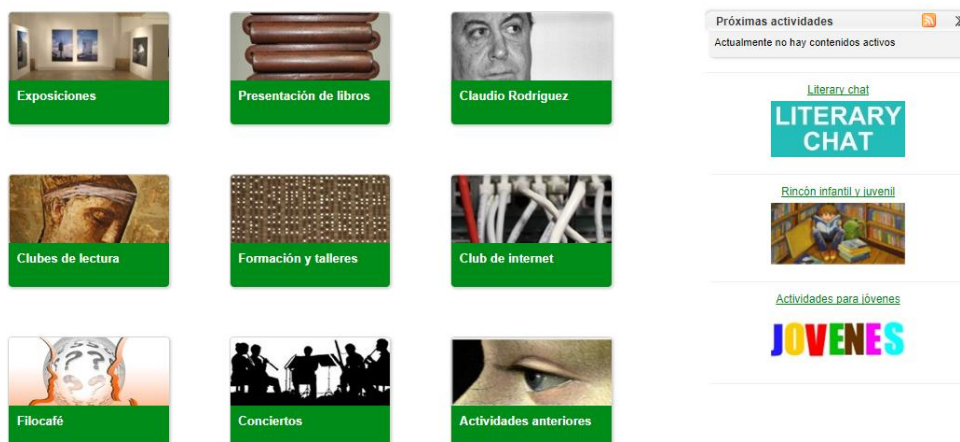 Exposiciones
Presentación de libros
Claudio Rodríguez
Clubes de lectura
Formación y talleres
Club de internet
Filocafé
Conciertos
Actividades anteriores
Próximas actividades
Actualmente no hay contenidos activos
Literary chat
LITERARY
CHAT
Rincón infantil y juvenil
Actividades para jóvenes
JOVENES